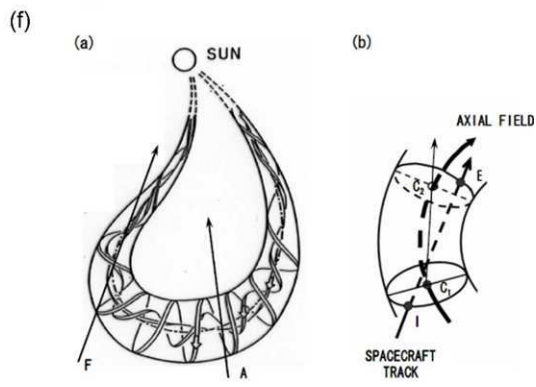 (f)
(a)
(b)
SUN
AXIAL FIELD
E
C₂
C₁
I
F
A
SPACECRAFT
TRACK